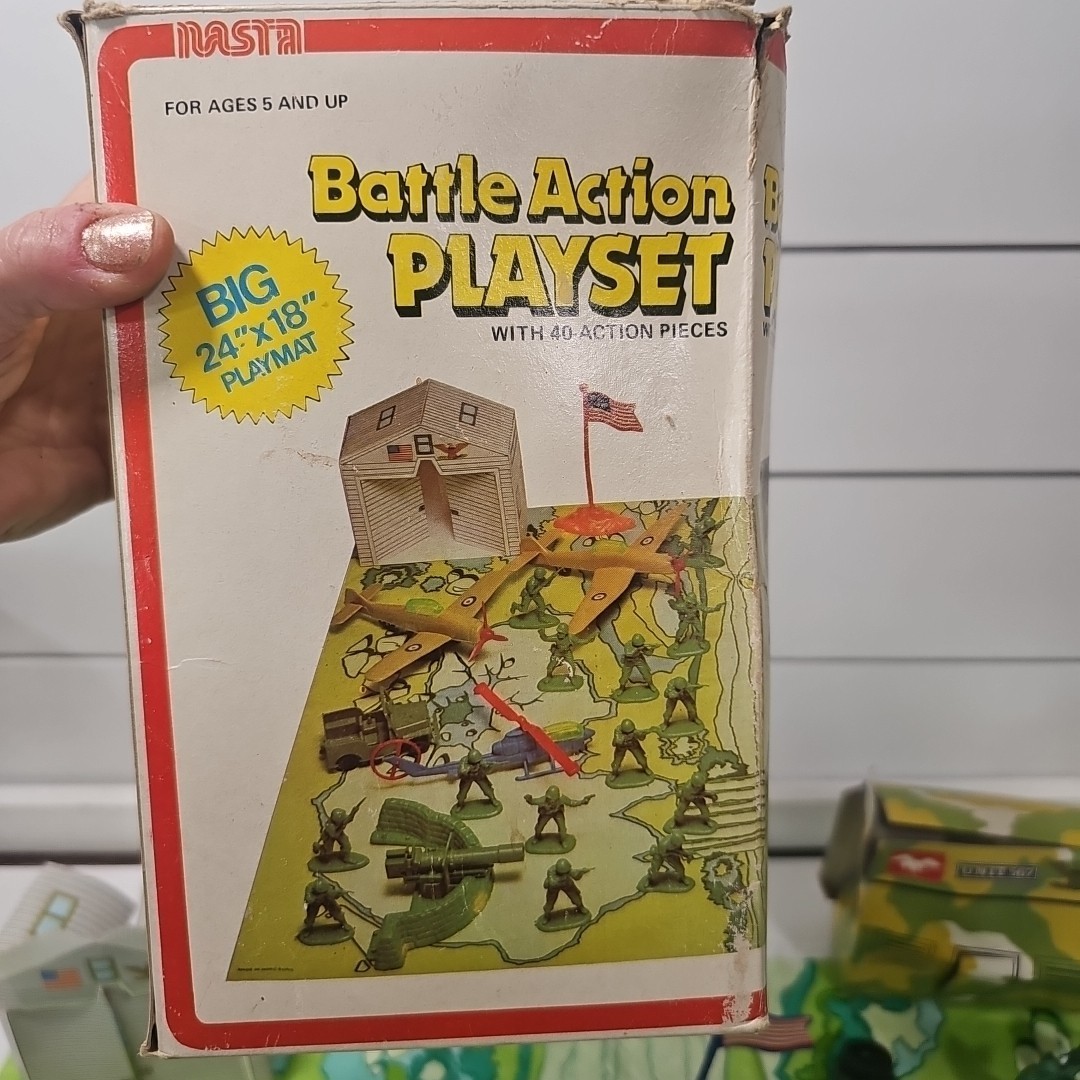 NASTA
FOR AGES 5 AND UP
Battle Action
PLAYSET
WITH 40 ACTION PIECES
BIG
24"x18"
PLAYMAT